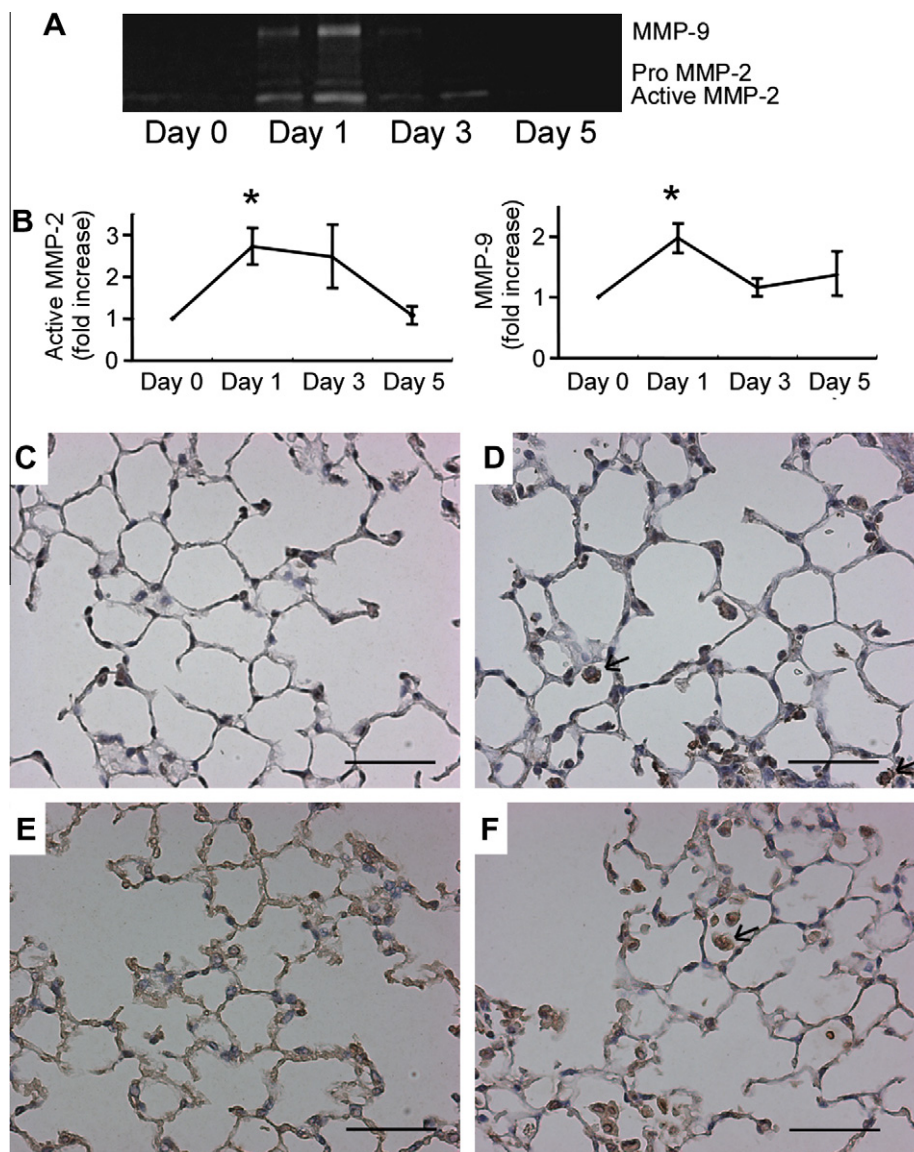 A
MMP-9
Pro MMP-2
Active MMP-2
Day 0 Day 1 Day 3 Day 5
B
Active MMP-2
(fold increase)
3
2
1
0
*
Day 0 Day 1 Day 3 Day 5
MMP-9
(fold increase)
2
1
0
*
Day 0 Day 1 Day 3 Day 5
C
D
E
F